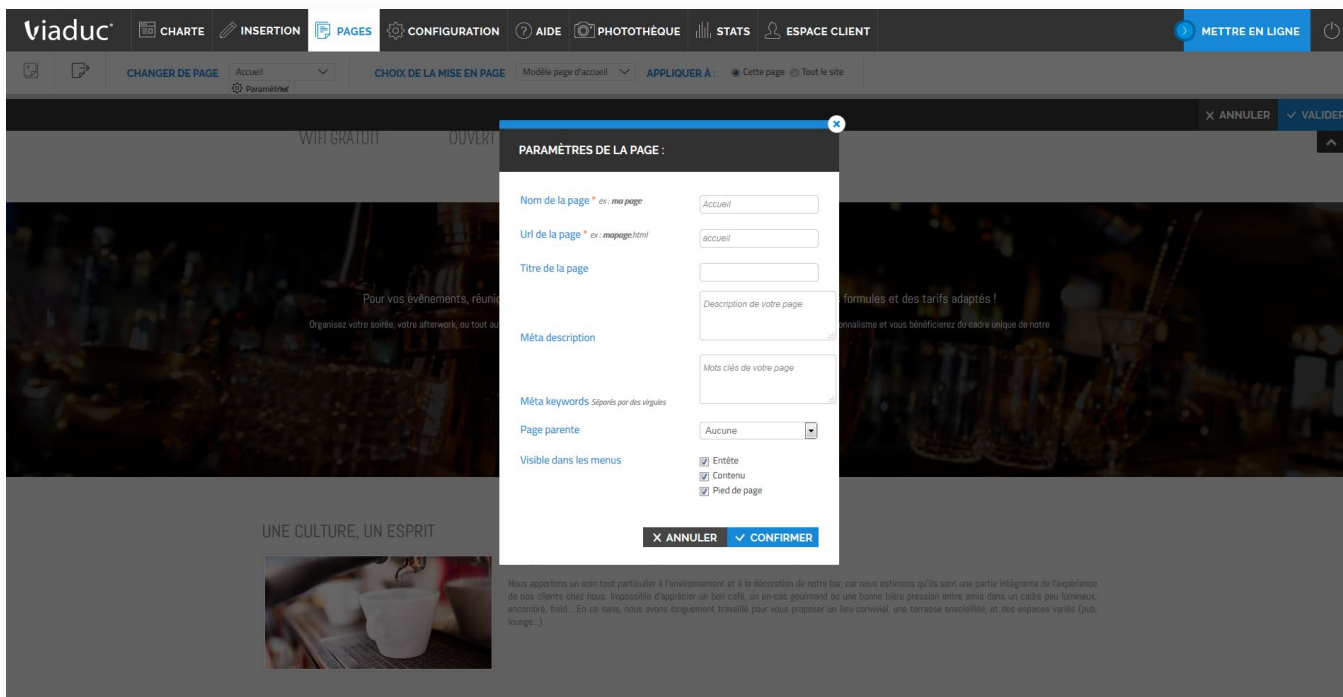 viaduc
CHARTE
INSERTION
PAGES
CONFIGURATION
AIDE
PHOTOTHÈQUE
STATS
ESPACE CLIENT
METTRE EN LIGNE
CHANGER DE PAGE
Accueil
Paramètres
CHOIX DE LA MISE EN PAGE
Modèle page d'accueil
APPLIQUER À :
Cette page
Tout le site
ANNULER
VALIDER
WIFI GRATUIT
OUVERT
PARAMÈTRES DE LA PAGE :
Nom de la page * ex : ma page
Accueil
Url de la page * ex : mapage.html
accueil
Titre de la page
Description de votre page
Méta description
Mots clés de votre page
Méta keywords Séparés par des virgules
Page parente
Aucune
Visible dans les menus
Entête
Contenu
Pied de page
X ANNULER
CONFIRMER
Pour vos évènements, réunio
formules et des tarifs adaptés !
Organisez votre soirée, votre afterwork, ou tout au
onnalisme et vous bénéficierez du cadre unique de notre
UNE CULTURE, UN ESPRIT
Nous apportons un soin tout particulier à l'environnement et à la décoration de notre bar, car nous estimons qu'ils sont une partie intégrante de l'expérience
de nos clients chez nous. Impossible d'apprécier un bon café, un en-cas gourmand ou une bonne bière pression entre amis dans un cadre peu lumineux,
encombré, froid... En ce sens, nous avons longuement travaillé pour vous proposer un lieu convivial, une terrasse ensoleillée, et des espaces variés (pub,
lounge...)